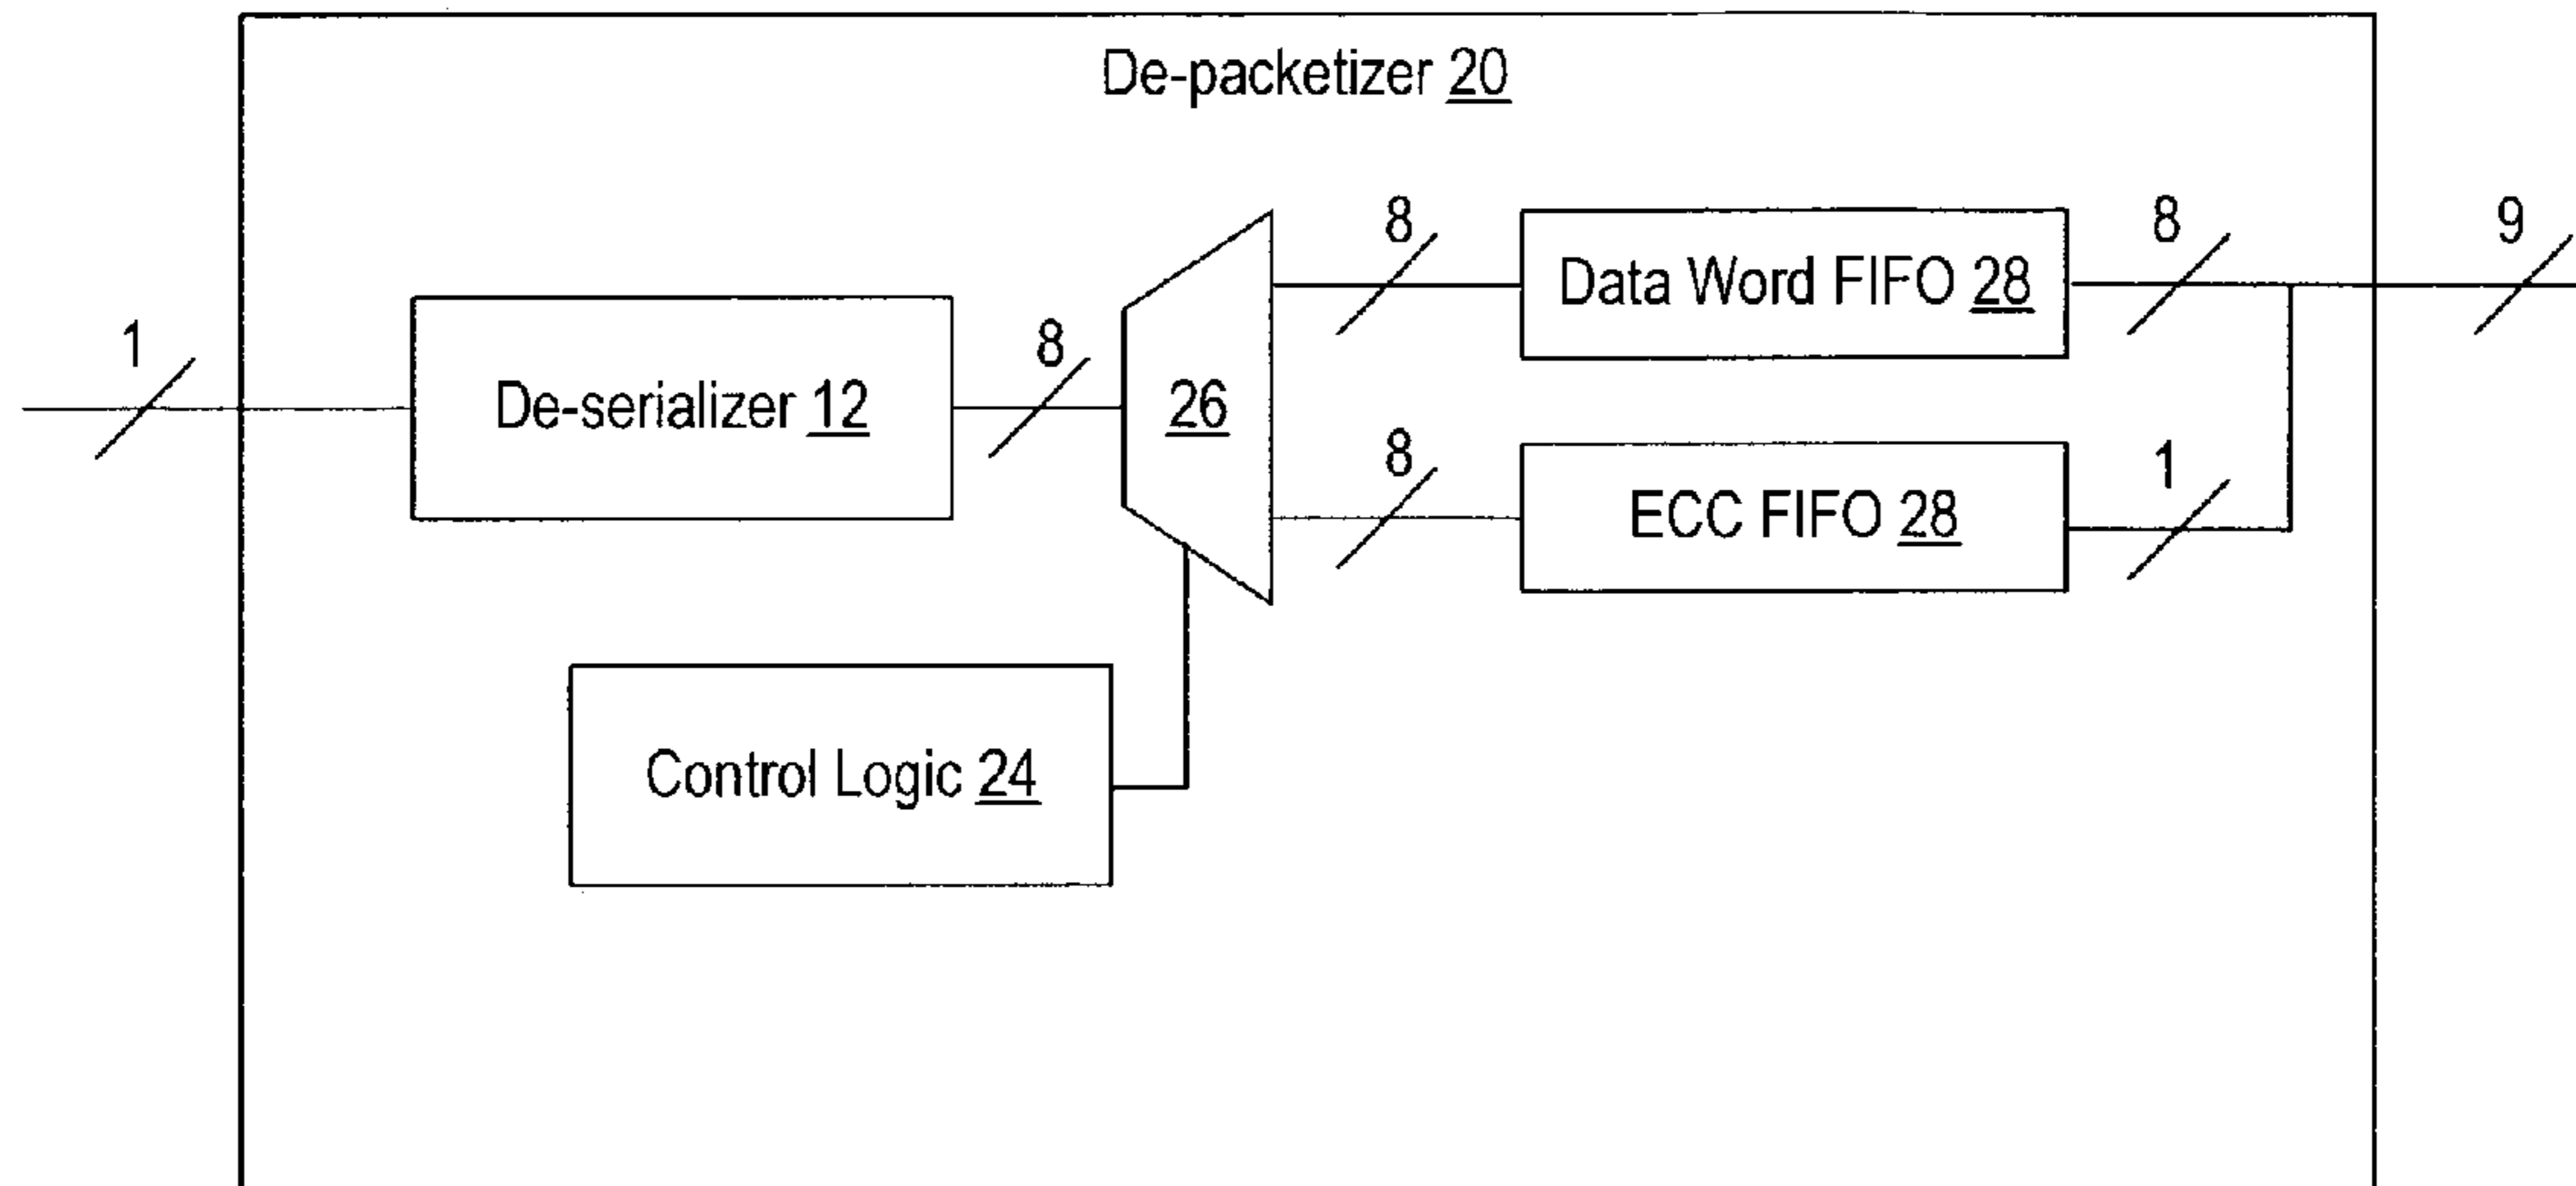 De-packetizer 20
8
8
9
Data Word FIFO 28
1
8
De-serializer 12
26
8
1
ECC FIFO 28
Control Logic 24